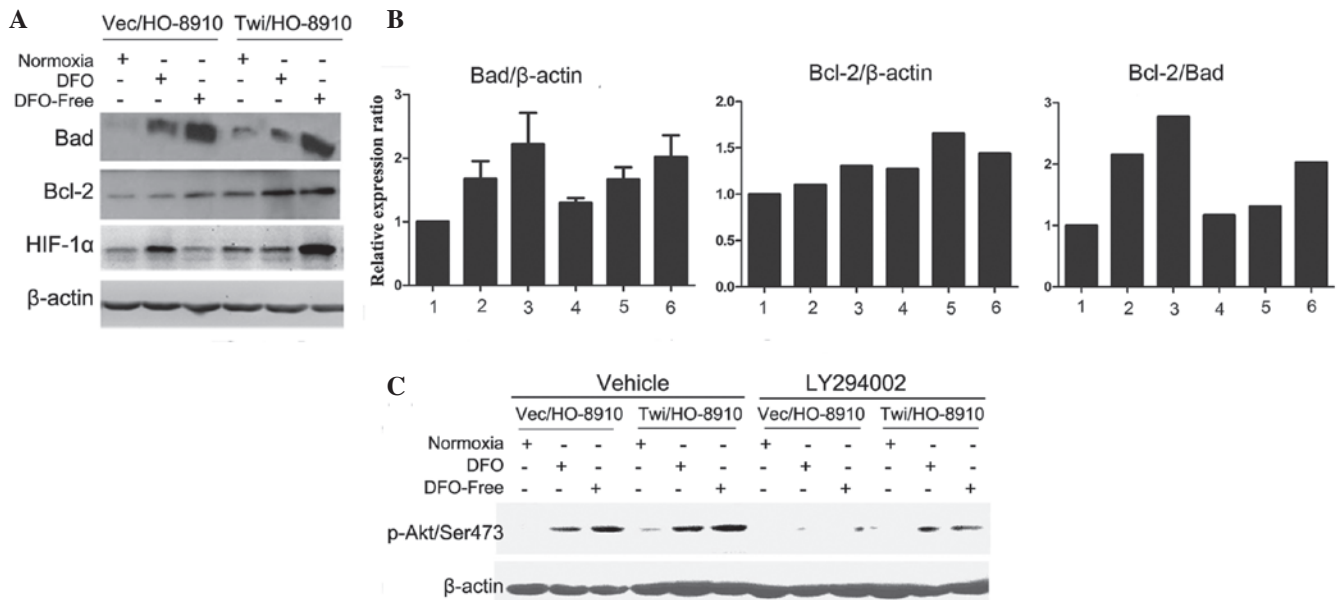 A
Vec/HO-8910 Twi/HO-8910
Normoxia + - - + - -
DFO - + - - + -
DFO-Free - - + - - +
Bad
Bcl-2
HIF-1α
β-actin
B
Bad/β-actin
Relative expression ratio
3
2
1
0
1 2 3 4 5 6
Bcl-2/β-actin
2.0
1.5
1.0
0.5
0.0
1 2 3 4 5 6
Bcl-2/Bad
3
2
1
0
1 2 3 4 5 6
C
Vehicle LY294002
Vec/HO-8910 Twi/HO-8910 Vec/HO-8910 Twi/HO-8910
Normoxia + - - + - - + - - + - -
DFO - + - - + - - + - - + -
DFO-Free - - + - - + - - + - - +
p-Akt/Ser473
β-actin